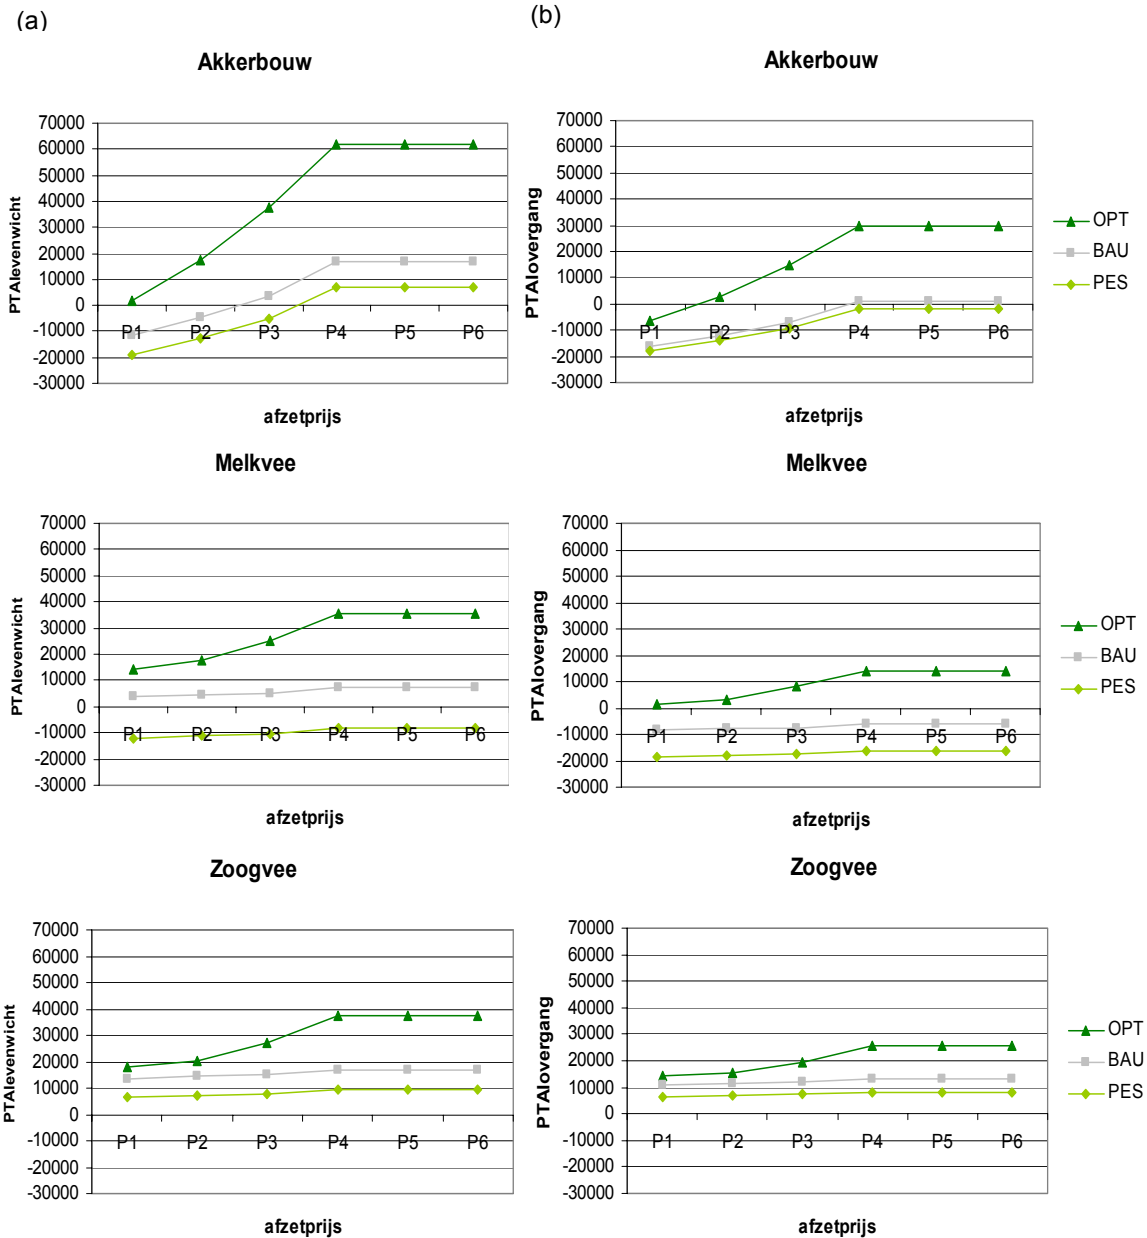 (a)
(b)
Akkerbouw
PTAlevenwicht
70000
60000
50000
40000
30000
20000
10000
0
-10000
-20000
-30000
P1 P2 P3 P4 P5 P6
afzetprijs
Akkerbouw
PTAlovergang
70000
60000
50000
40000
30000
20000
10000
0
-10000
-20000
-30000
P1 P2 P3 P4 P5 P6
afzetprijs
OPT
BAU
PES
Melkvee
PTAlevenwicht
70000
60000
50000
40000
30000
20000
10000
0
-10000
-20000
-30000
P1 P2 P3 P4 P5 P6
afzetprijs
Melkvee
PTAlovergang
70000
60000
50000
40000
30000
20000
10000
0
-10000
-20000
-30000
P1 P2 P3 P4 P5 P6
afzetprijs
OPT
BAU
PES
Zoogvee
PTAlevenwicht
70000
60000
50000
40000
30000
20000
10000
0
-10000
-20000
-30000
P1 P2 P3 P4 P5 P6
afzetprijs
Zoogvee
PTAlovergang
70000
60000
50000
40000
30000
20000
10000
0
-10000
-20000
-30000
P1 P2 P3 P4 P5 P6
afzetprijs
OPT
BAU
PES